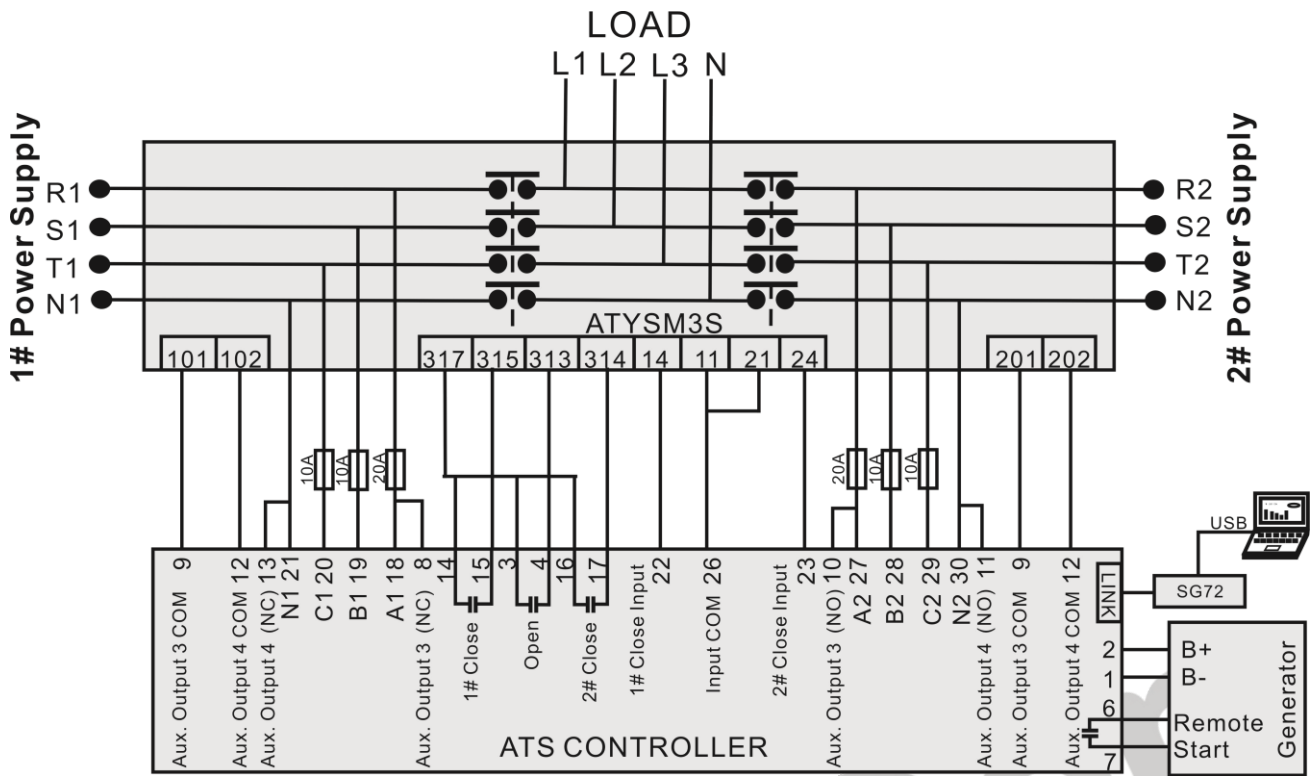 LOAD
L1 L2 L3 N
1# Power Supply
R1
S1
T1
N1
2# Power Supply
R2
S2
T2
N2
ATYSM3S
101 102
317 315 313 314 14 11 21 24
201 202
10A
10A
20A
20A
10A
10A
USB
Aux. Output 3 COM 9
Aux. Output 4 COM 12
Aux. Output 4 (NC) 13
N1 21
C1 20
B1 19
A1 18
Aux. Output 3 (NC) 8
14
1# Close 15
3
Open 4
16
2# Close 17
1# Close Input 22
Input COM 26
2# Close Input 23
Aux. Output 3 (NO) 10
A2 27
B2 28
C2 29
N2 30
Aux. Output 4 (NO) 11
Aux. Output 3 COM 9
Aux. Output 4 COM 12
LINK
SG72
2
1
6
7
B+
B-
Remote
Start
Generator
ATS CONTROLLER